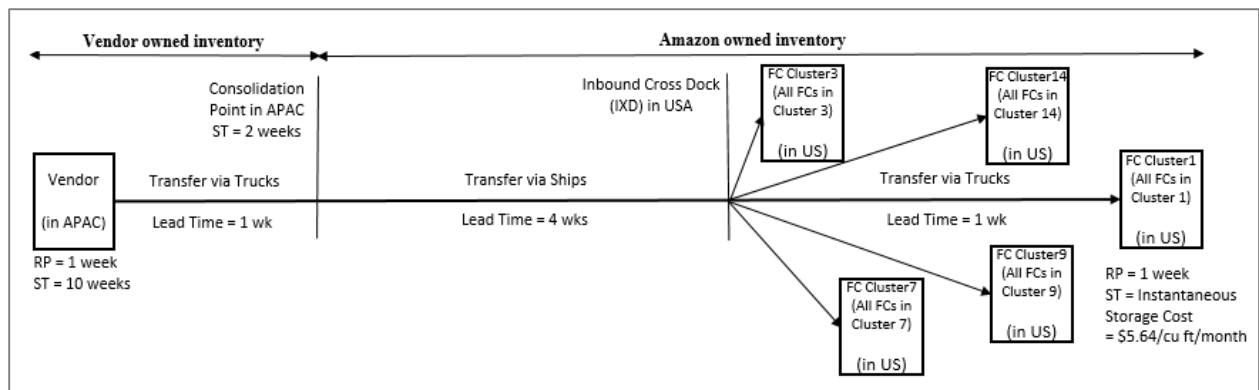 Vendor owned inventory
Amazon owned inventory
Consolidation
Point in APAC
ST = 2 weeks
Inbound Cross Dock
(IXD) in USA
FC Cluster3
(All FCs in
Cluster 3)
(in US)
FC Cluster14
(All FCs in
Cluster 14)
(in US)
Vendor
(in APAC)
RP = 1 week
ST = 10 weeks
Transfer via Trucks
Lead Time = 1 wk
Transfer via Ships
Lead Time = 4 wks
Transfer via Trucks
Lead Time = 1 wk
FC Cluster1
(All FCs in
Cluster 1)
(in US)
FC Cluster7
(All FCs in
Cluster 7)
(in US)
FC Cluster9
(All FCs in
Cluster 9)
(in US)
RP = 1 week
ST = Instantaneous
Storage Cost
= $5.64/cu ft/month